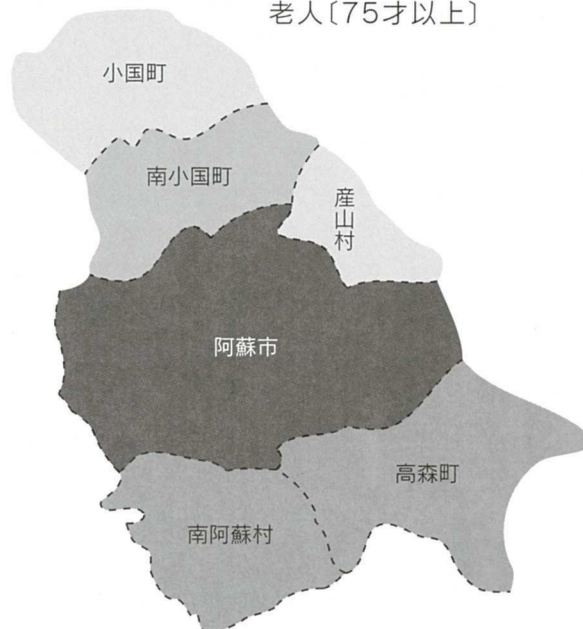 老人〔75才以上〕
小国町
南小国町
産山村
阿蘇市
高森町
南阿蘇村